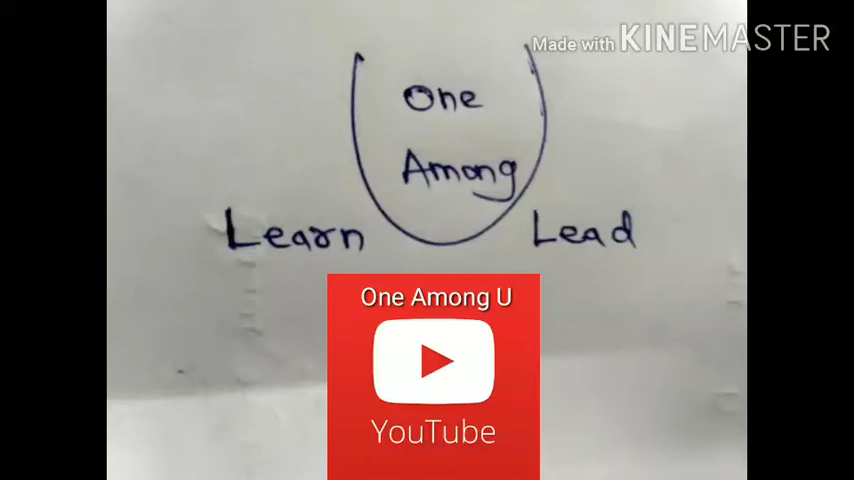 Made with KINEMASTER
One
Among
Learn Lead
One Among U
YouTube